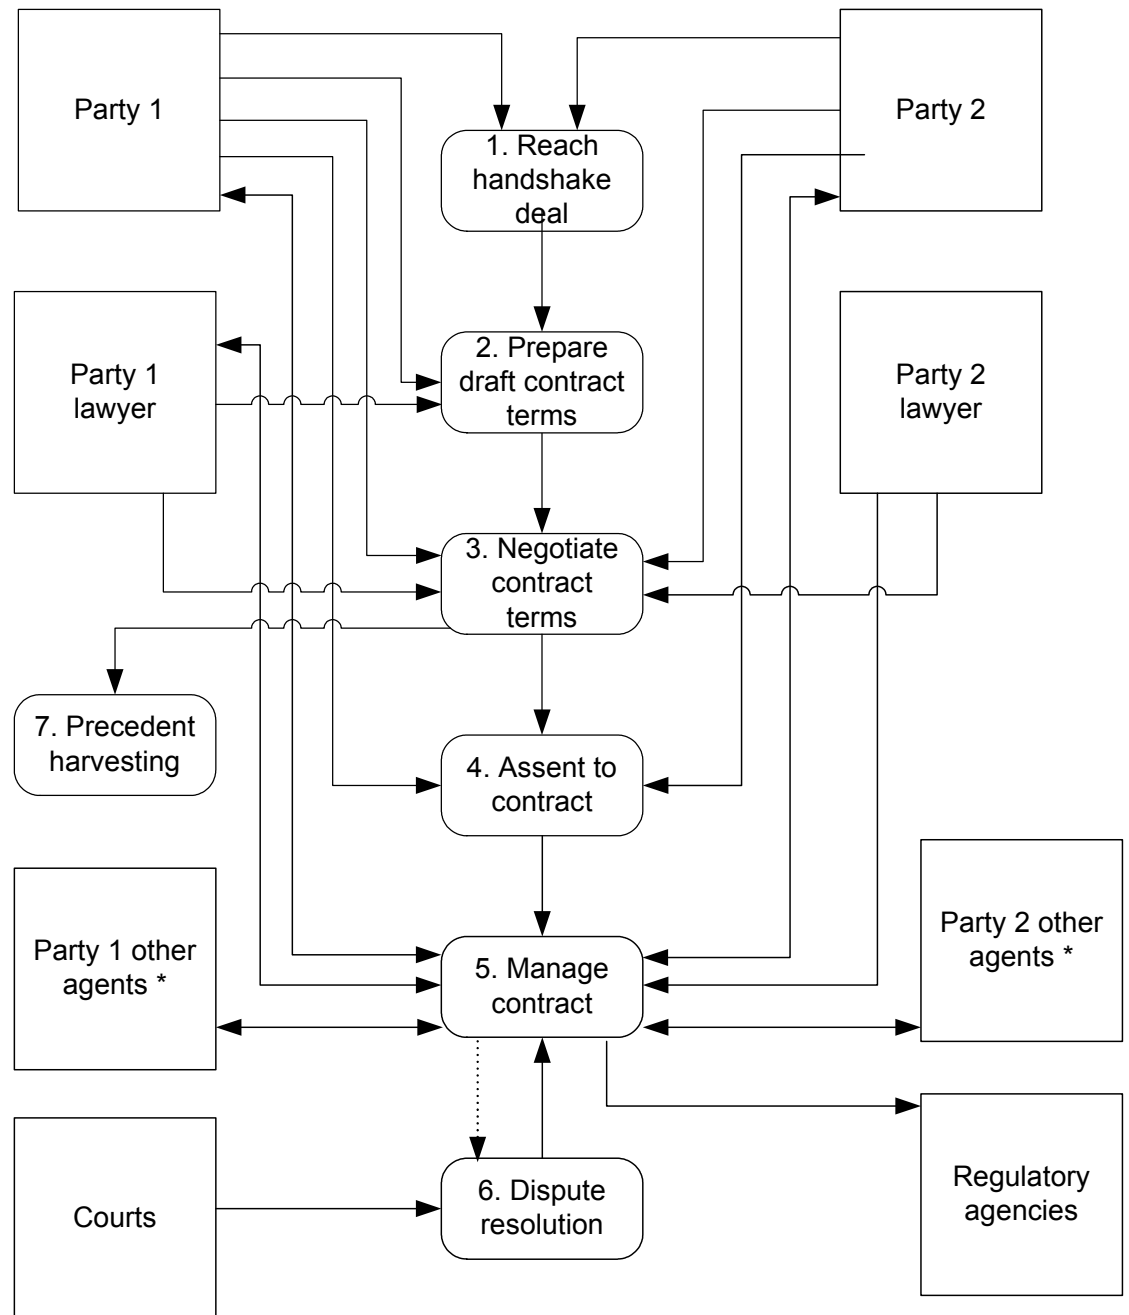 Party 1
Party 2
1. Reach
handshake
deal
Party 1
lawyer
2. Prepare
draft contract
terms
Party 2
lawyer
3. Negotiate
contract
terms
7. Precedent
harvesting
4. Assent to
contract
Party 1 other
agents *
5. Manage
contract
Party 2 other
agents *
Courts
6. Dispute
resolution
Regulatory
agencies